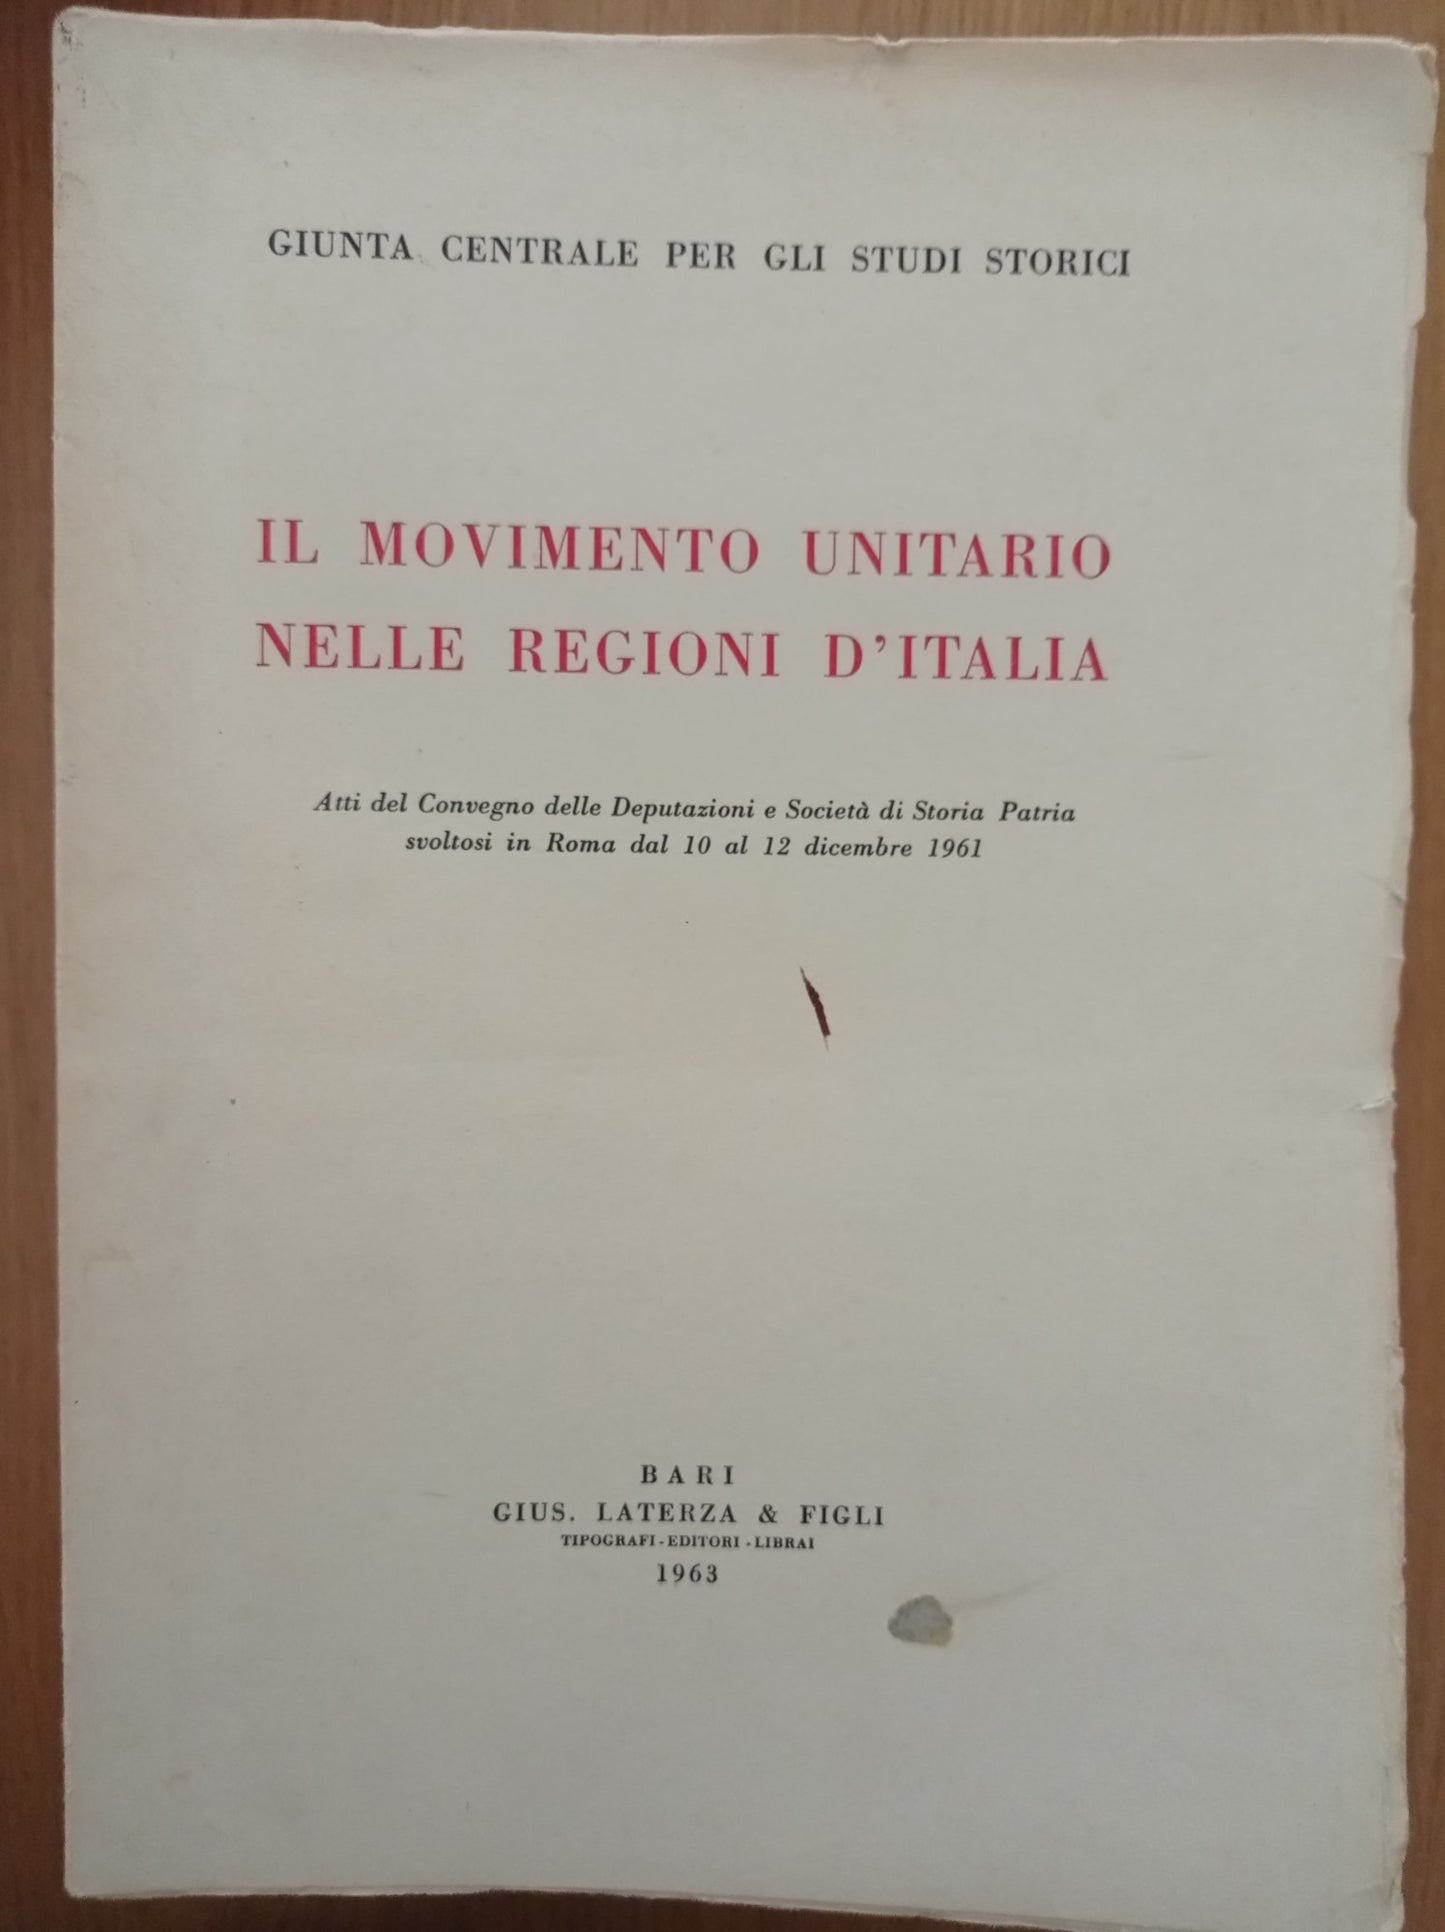 GIUNTA CENTRALE PER GLI STUDI STORICI
IL MOVIMENTO UNITARIO
NELLE REGIONI D'ITALIA
Atti del Convegno delle Deputazioni e Società di Storia Patria
svoltosi in Roma dal 10 al 12 dicembre 1961
BARI
GIUS. LATERZA & FIGLI
TIPOGRAFI-EDITORI-LIBRAI
1963